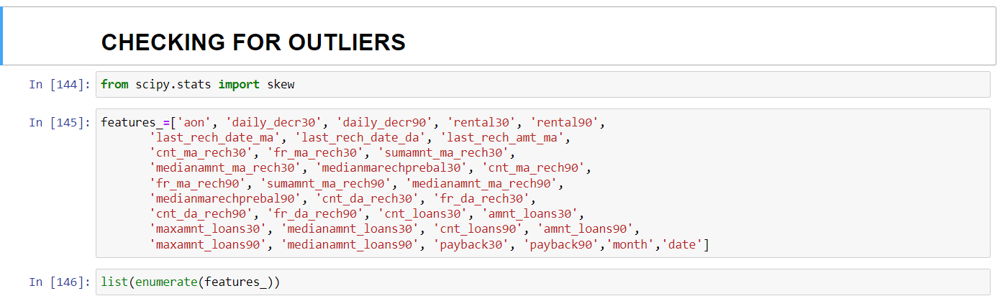 CHECKING FOR OUTLIERS
In [144]: from scipy.stats import skew
In [145]: features_=['aon', 'daily_decr30', 'daily_decr90', 'rental30', 'rental90',
'last_rech_date_ma', 'last_rech_date_da', 'last_rech_amt_ma',
'cnt_ma_rech30', 'fr_ma_rech30', 'sumamnt_ma_rech30',
'medianamnt_ma_rech30', 'medianmarechprebal30', 'cnt_ma_rech90',
'fr_ma_rech90', 'sumamnt_ma_rech90', 'medianamnt_ma_rech90',
'medianmarechprebal90', 'cnt_da_rech30', 'fr_da_rech30',
'cnt_da_rech90', 'fr_da_rech90', 'cnt_loans30', 'amnt_loans30',
'maxamnt_loans30', 'medianamnt_loans30', 'cnt_loans90', 'amnt_loans90',
'maxamnt_loans90', 'medianamnt_loans90', 'payback30', 'payback90','month','date']
In [146]: list(enumerate(features_))